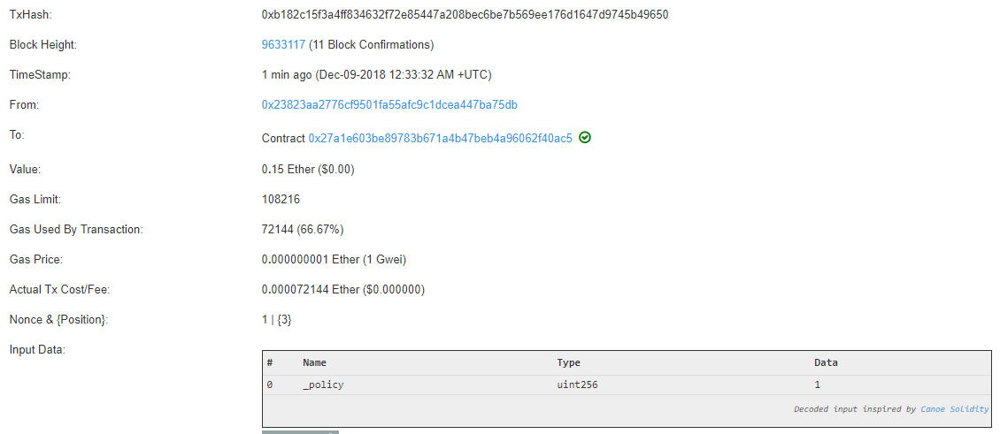 TxHash: 0xb182c15f3a4ff834632f72e85447a208bec6be7b569ee176d1647d9745b49650
Block Height: 9633117 (11 Block Confirmations)
TimeStamp: 1 min ago (Dec-09-2018 12:33:32 AM +UTC)
From: 0x23823aa2776cf9501fa55afc9c1dcea447ba75db
To: Contract 0x27a1e603be89783b671a4b47beb4a96062f40ac5
Value: 0.15 Ether ($0.00)
Gas Limit: 108216
Gas Used By Transaction: 72144 (66.67%)
Gas Price: 0.000000001 Ether (1 Gwei)
Actual Tx Cost/Fee: 0.000072144 Ether ($0.000000)
Nonce & {Position}: 1 | {3}
Input Data:
# Name Type Data
0 _policy uint256 1
Decoded input inspired by Canoe Solidity